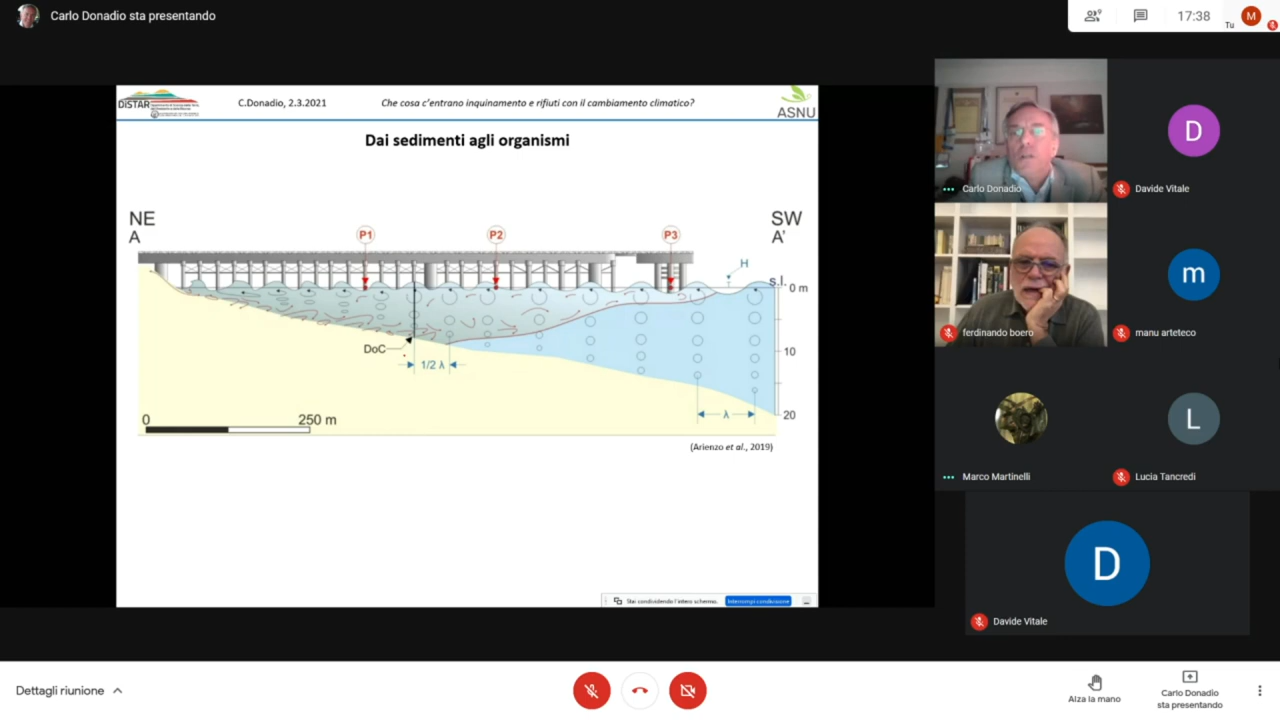 Carlo Donadio sta presentando
17:38
Tu
M
DiSTAR
C.Donadio, 2.3.2021
Che cosa c'entrano inquinamento e rifiuti con il cambiamento climatico?
ASNU
Dai sedimenti agli organismi
NE
A
SW
A'
P1
P2
P3
H
s.l.
0 m
DoC
1/2 λ
10
λ
20
0
250 m
(Arienzo et al., 2019)
Stai condividendo l'intero schermo.
Interrompi condivisione
Carlo Donadio
D
Davide Vitale
ferdinando boero
m
manu arteteco
Marco Martinelli
L
Lucia Tancredi
D
Davide Vitale
Dettagli riunione
Alza la mano
Carlo Donadio
sta presentando